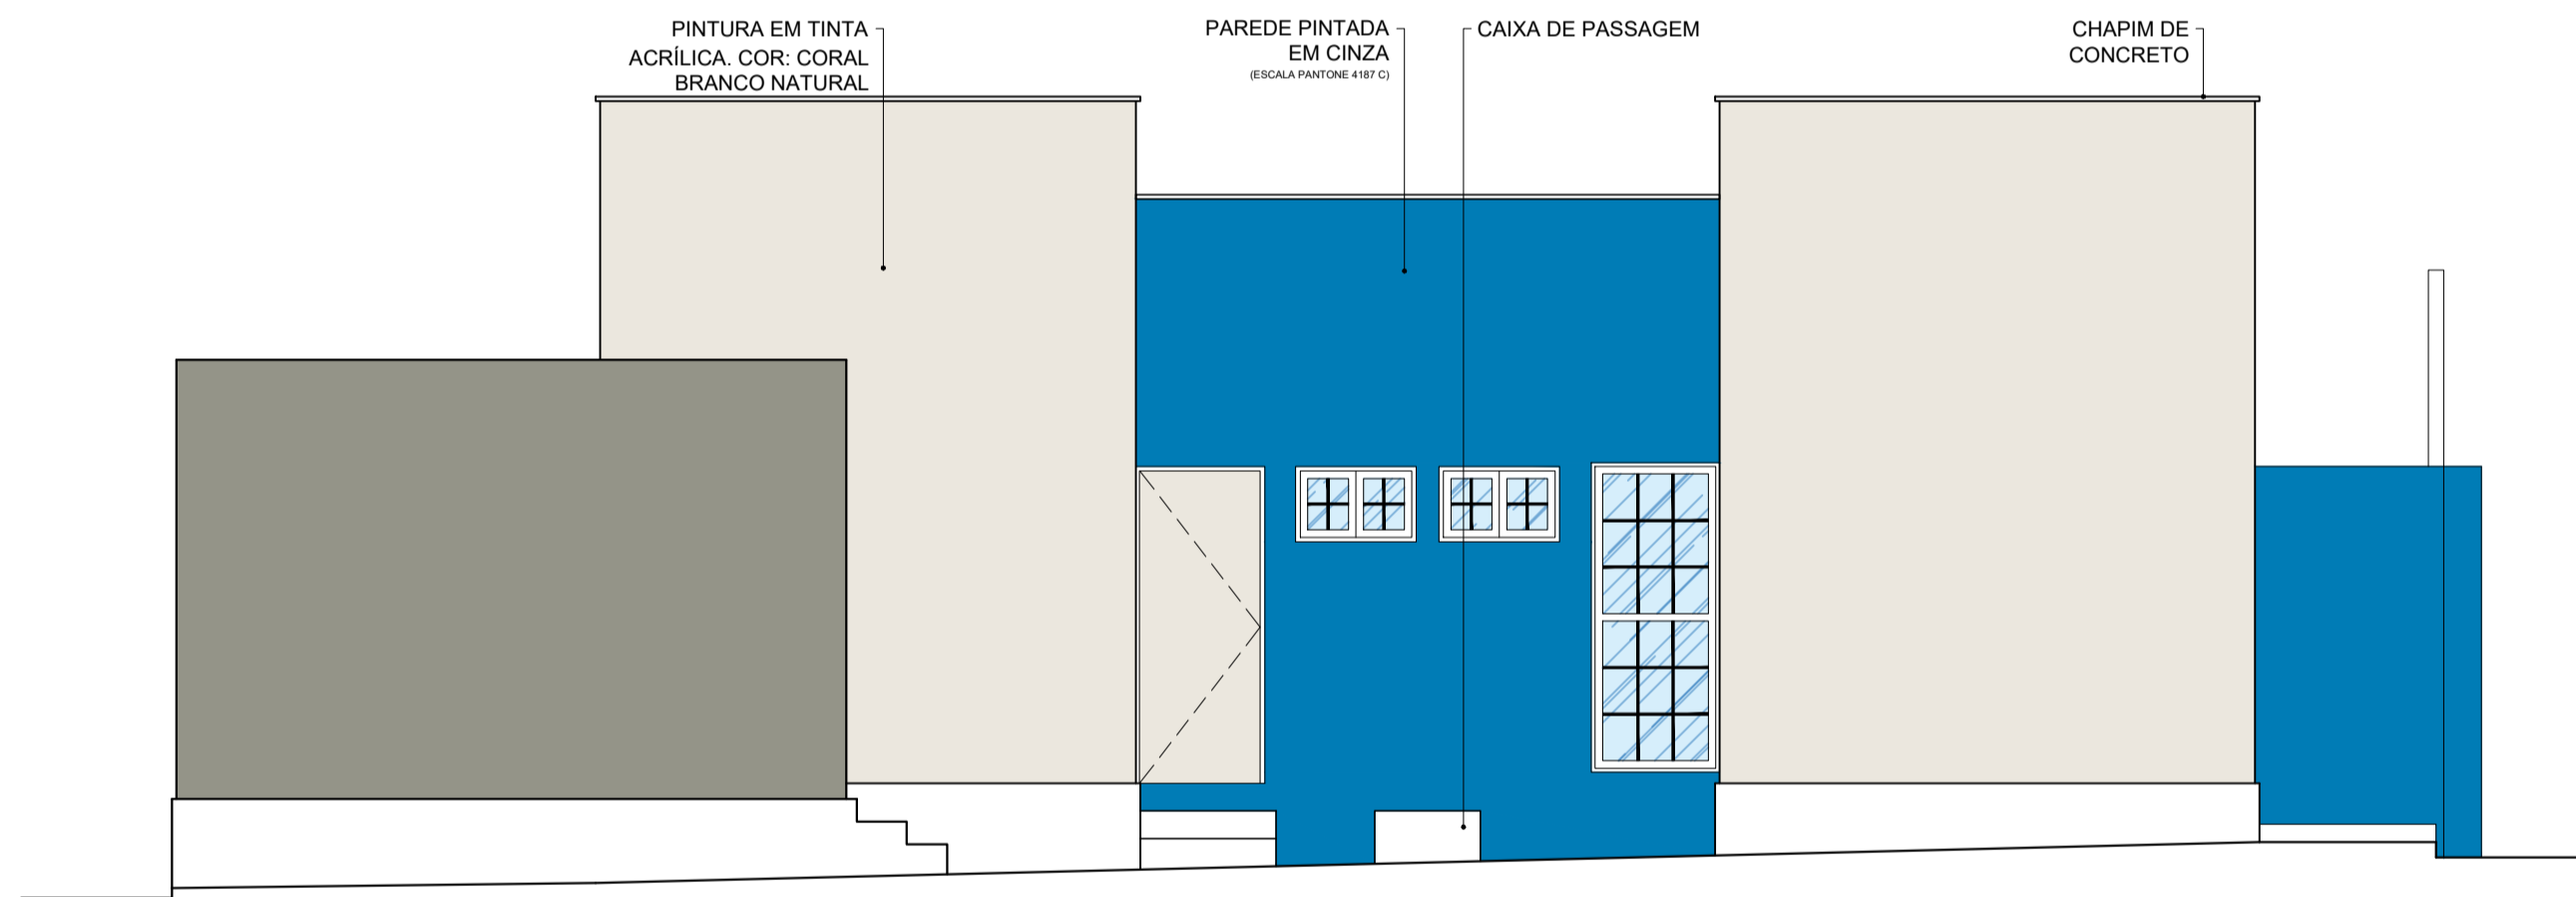 PINTURA EM TINTA
ACRÍLICA. COR: CORAL
BRANCO NATURAL
PAREDE PINTADA
EM CINZA
(ESCALA PANTONE 4187 C)
CAIXA DE PASSAGEM
CHAPIM DE
CONCRETO